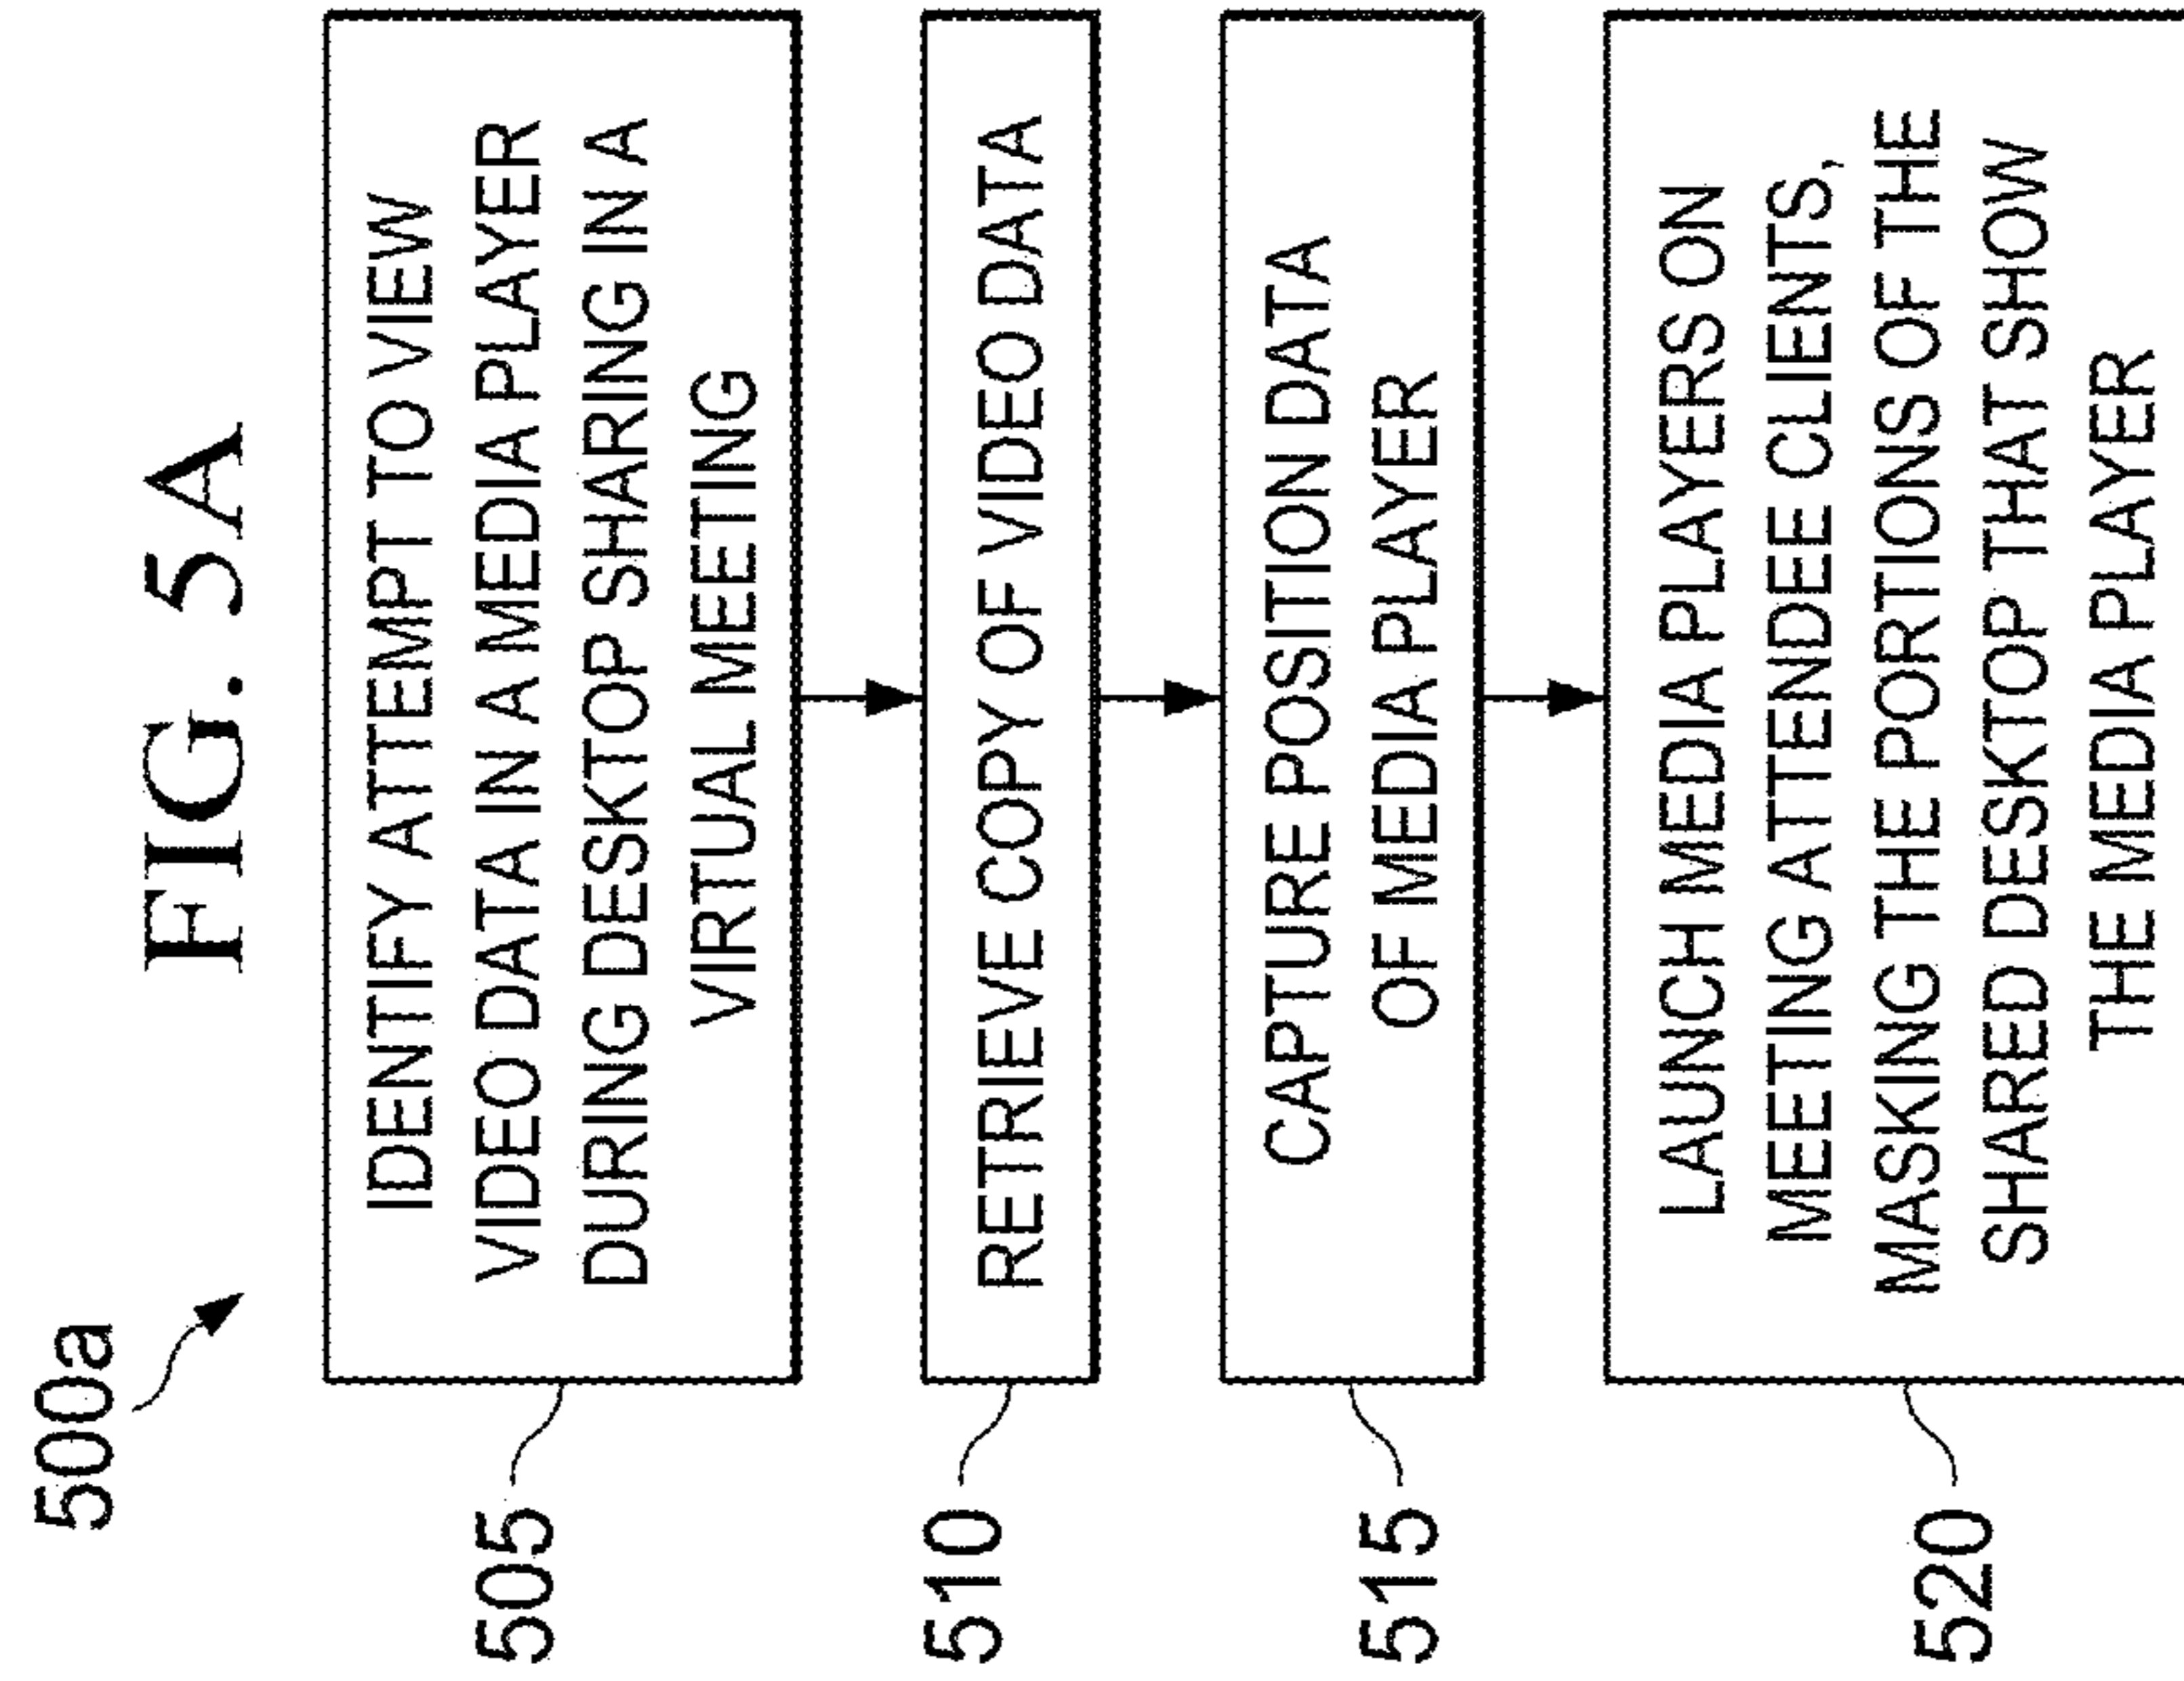 FIG. 5A
500a
505
IDENTIFY ATTEMPT TO VIEW
VIDEO DATA IN A MEDIA PLAYER
DURING DESKTOP SHARING IN A
VIRTUAL MEETING
510
RETRIEVE COPY OF VIDEO DATA
515
CAPTURE POSITION DATA
OF MEDIA PLAYER
520
LAUNCH MEDIA PLAYERS ON
MEETING ATTENDEE CLIENTS,
MASKING THE PORTIONS OF THE
SHARED DESKTOP THAT SHOW
THE MEDIA PLAYER